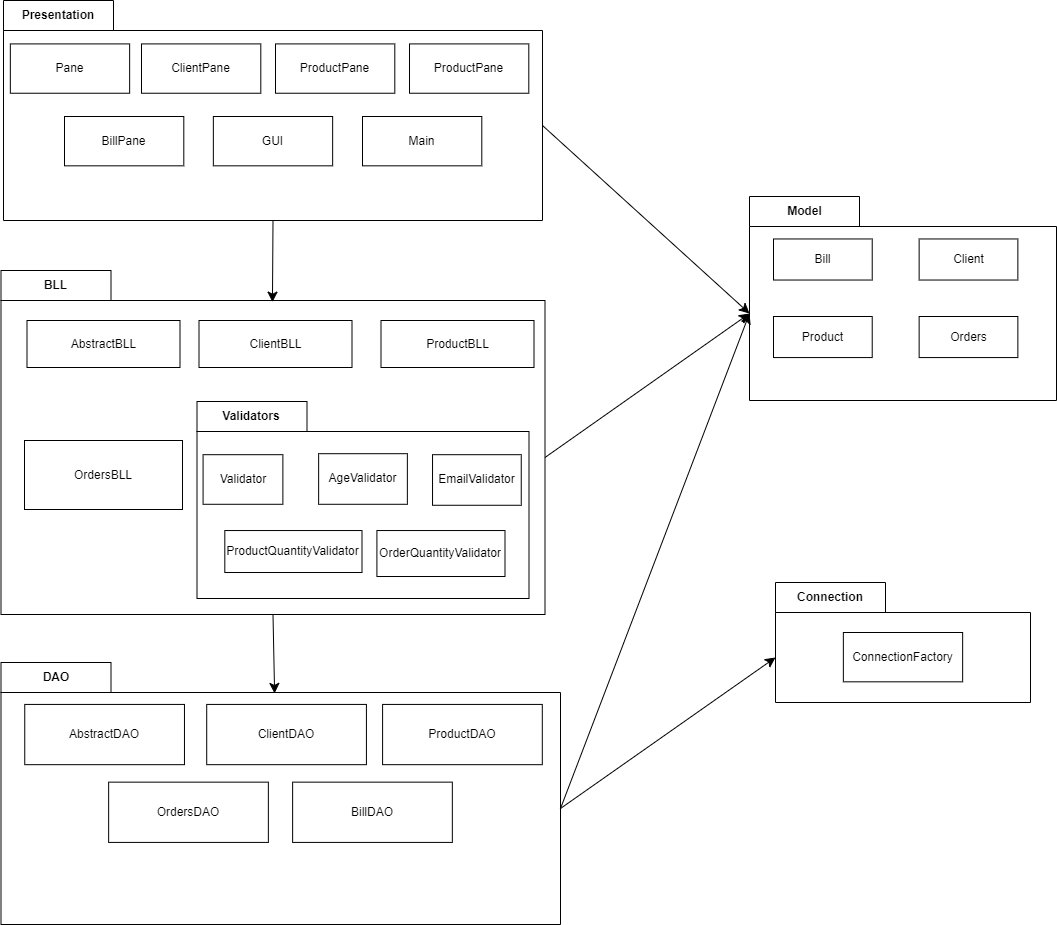 Presentation
Pane
ClientPane
ProductPane
ProductPane
BillPane
GUI
Main
Model
Bill
Client
Product
Orders
BLL
AbstractBLL
ClientBLL
ProductBLL
OrdersBLL
Validators
Validator
AgeValidator
EmailValidator
ProductQuantityValidator
OrderQuantityValidator
Connection
ConnectionFactory
DAO
AbstractDAO
ClientDAO
ProductDAO
OrdersDAO
BillDAO